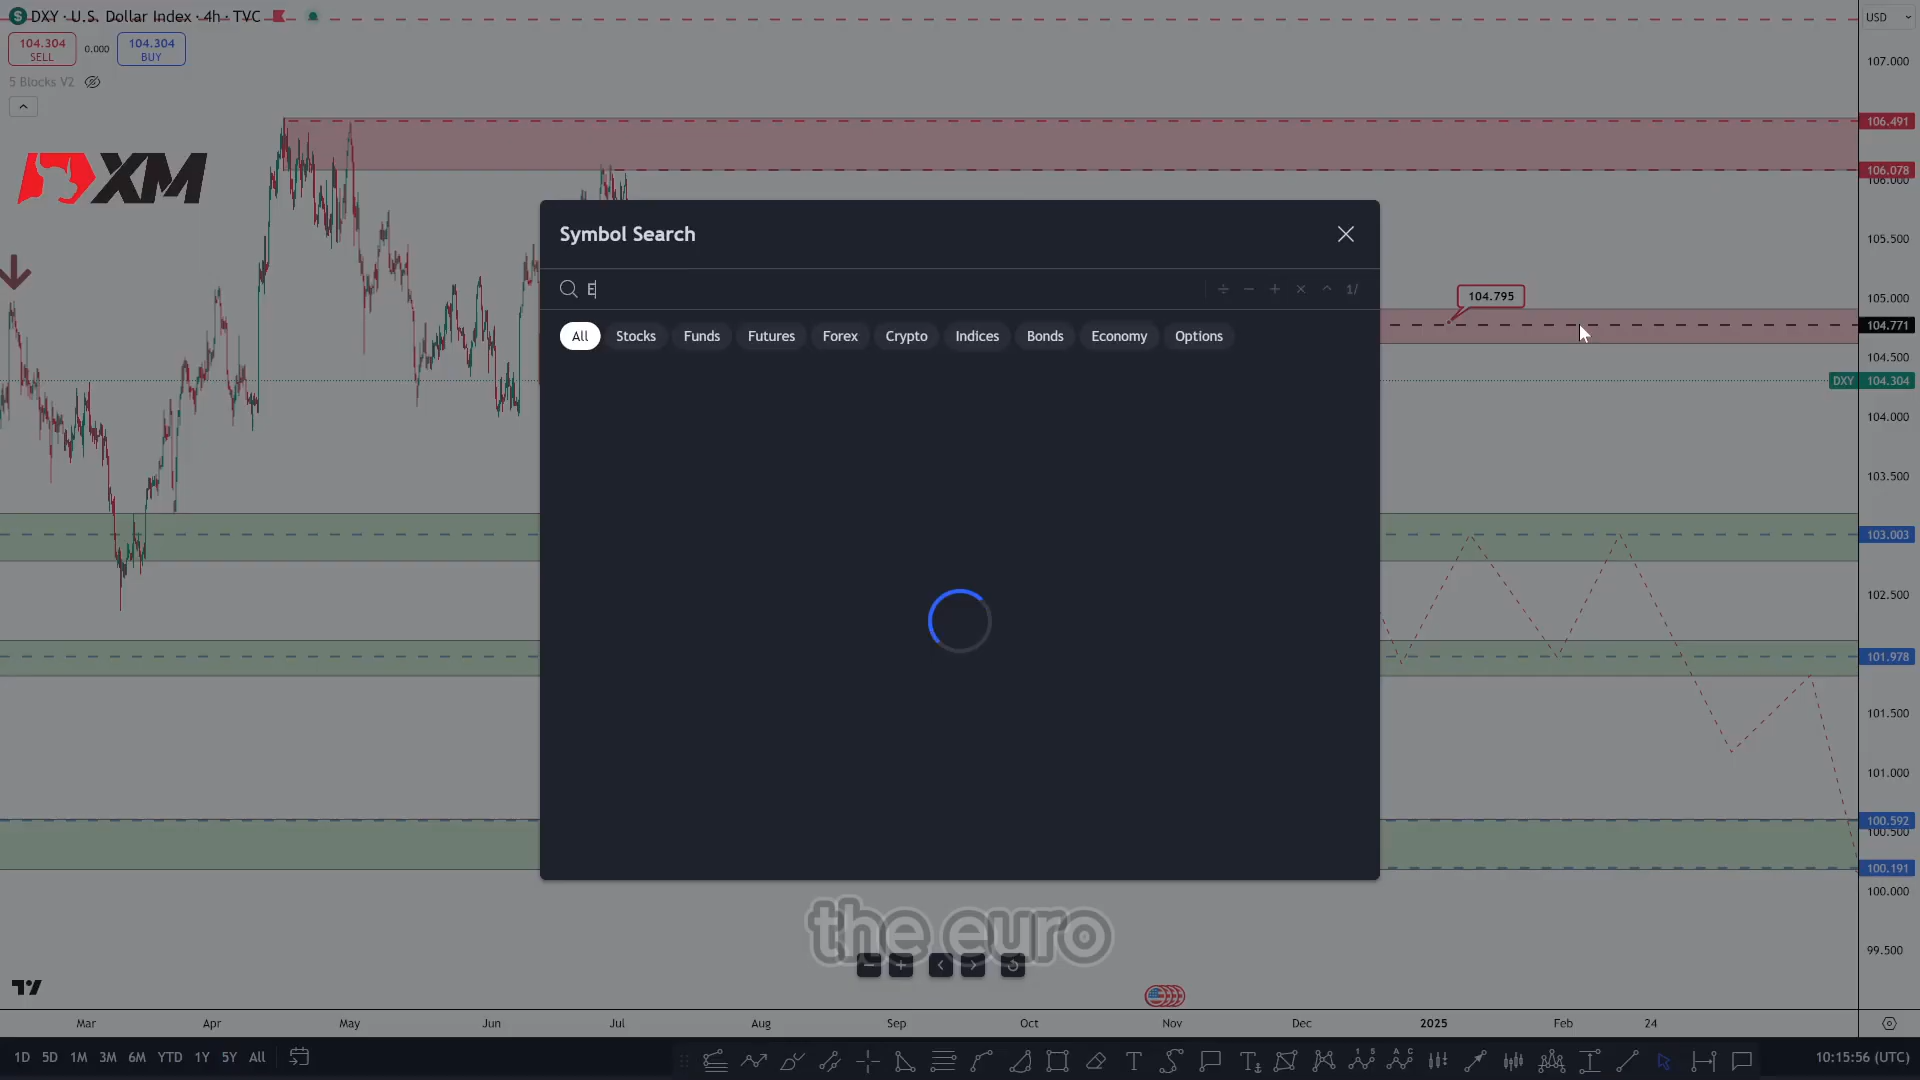 DXY · U.S. Dollar Index · 4h · TVC
USD
104.304
SELL
0.000
104.304
BUY
5 Blocks V2
XM
Symbol Search
E
÷ − + × ^ 1/
All Stocks Funds Futures Forex Crypto Indices Bonds Economy Options
104.795
107.000
106.491
106.078
106.000
105.500
105.000
104.771
104.500
DXY 104.304
104.000
103.500
103.003
102.500
101.978
101.500
101.000
100.592
100.500
100.191
100.000
99.500
the euro
Mar Apr May Jun Jul Aug Sep Oct Nov Dec 2025 Feb 24
1D 5D 1M 3M 6M YTD 1Y 5Y All
10:15:56 (UTC)